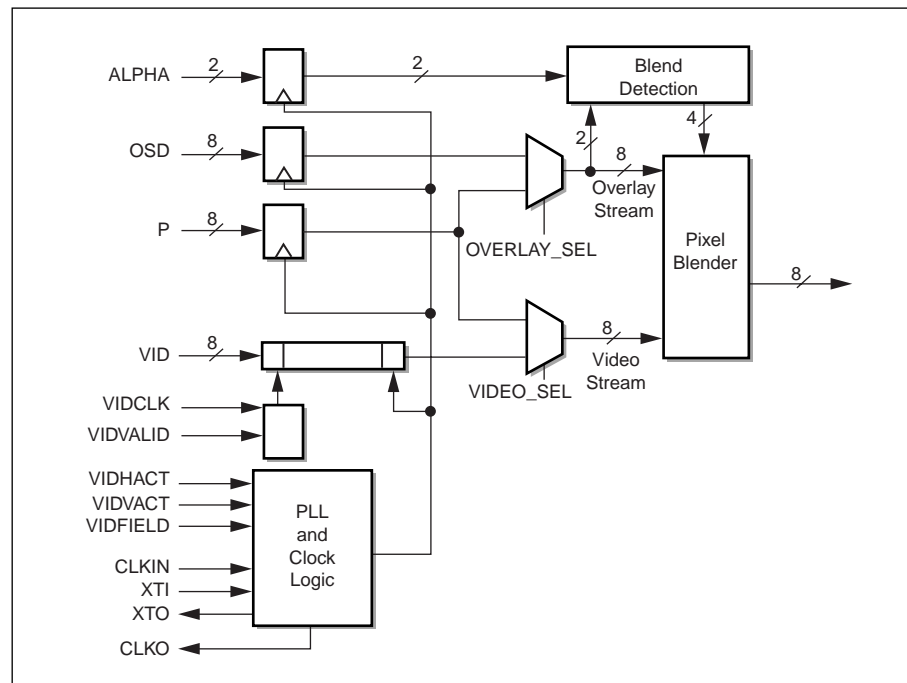 ALPHA
2
2
Blend
Detection
4
OSD
8
2
8
Overlay
Stream
P
8
OVERLAY_SEL
Pixel
Blender
8
VID
8
8
Video
Stream
VIDEO_SEL
VIDCLK
VIDVALID
VIDHACT
VIDVACT
VIDFIELD
PLL
and
Clock
Logic
CLKIN
XTI
XTO
CLKO